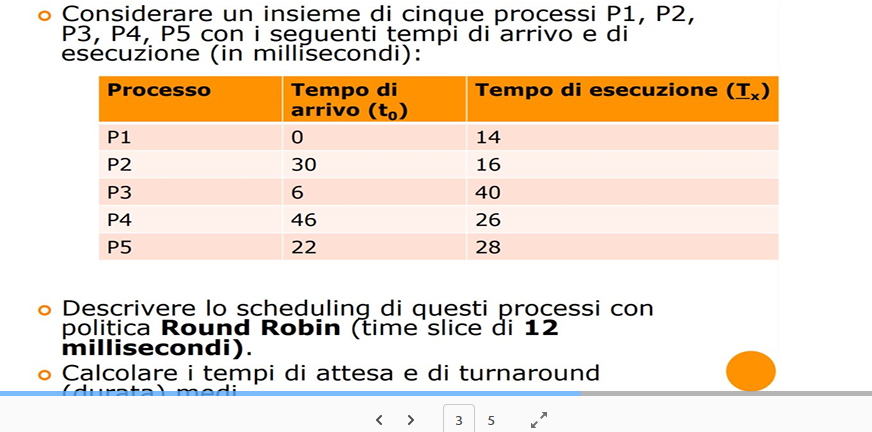 Considerare un insieme di cinque processi P1, P2,
P3, P4, P5 con i seguenti tempi di arrivo e di
esecuzione (in millisecondi):
Processo Tempo di arrivo (t0) Tempo di esecuzione (Tx)
P1 0 14
P2 30 16
P3 6 40
P4 46 26
P5 22 28
Descrivere lo scheduling di questi processi con
politica Round Robin (time slice di 12
millisecondi).
Calcolare i tempi di attesa e di turnaround
(durata) medi
3 5